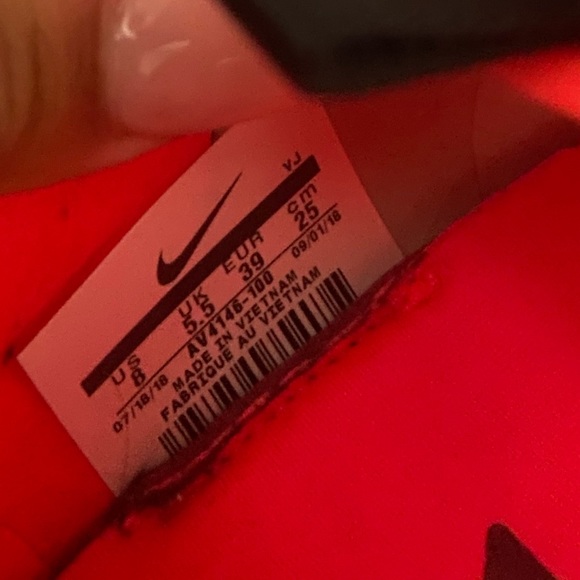 VJ
US UK EUR cm
8 5.5 39 25
07/18/18 AV4146-100 09/01/18
MADE IN VIETNAM
FABRIQUE AU VIETNAM